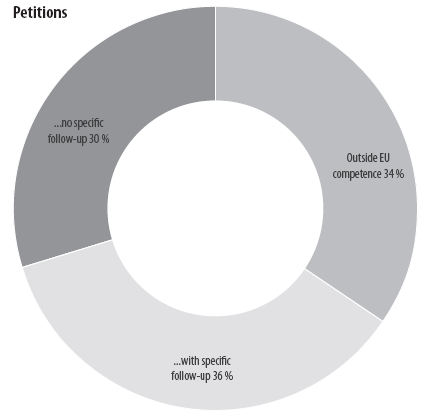 Petitions
...no specific
follow-up 30 %
Outside EU
competence 34 %
...with specific
follow-up 36 %